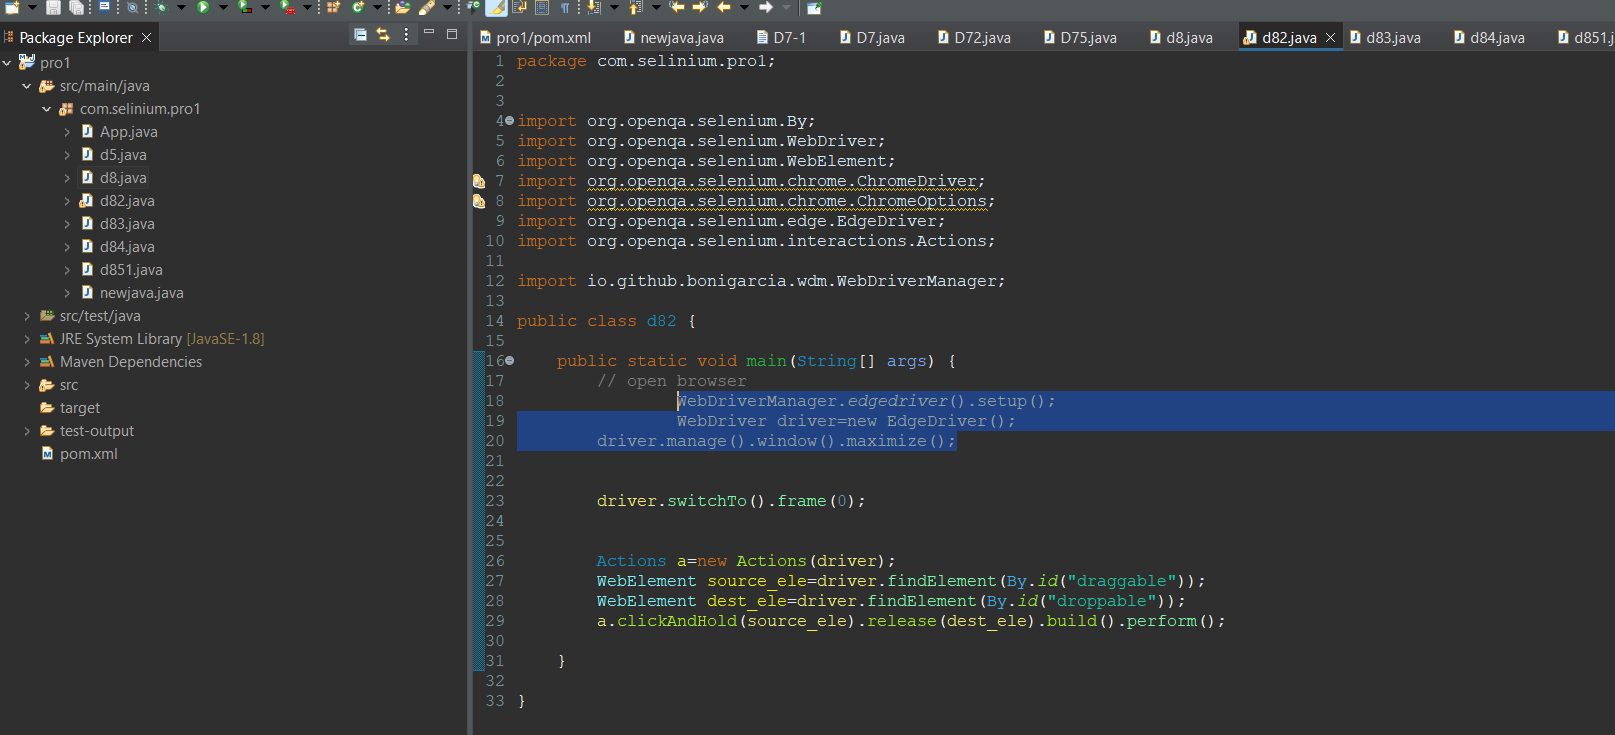 Package Explorer
pro1
src/main/java
com.selinium.pro1
App.java
d5.java
d8.java
d82.java
d83.java
d84.java
d851.java
newjava.java
src/test/java
JRE System Library [JavaSE-1.8]
Maven Dependencies
src
target
test-output
pom.xml
pro1/pom.xml newjava.java D7-1 D7.java D72.java D75.java d8.java d82.java d83.java d84.java d851.j
1 package com.selinium.pro1;
2
3
4 import org.openqa.selenium.By;
5 import org.openqa.selenium.WebDriver;
6 import org.openqa.selenium.WebElement;
7 import org.openqa.selenium.chrome.ChromeDriver;
8 import org.openqa.selenium.chrome.ChromeOptions;
9 import org.openqa.selenium.edge.EdgeDriver;
10 import org.openqa.selenium.interactions.Actions;
11
12 import io.github.bonigarcia.wdm.WebDriverManager;
13
14 public class d82 {
15
16 public static void main(String[] args) {
17 // open browser
18 WebDriverManager.edgedriver().setup();
19 WebDriver driver=new EdgeDriver();
20 driver.manage().window().maximize();
21
22
23 driver.switchTo().frame(0);
24
25
26 Actions a=new Actions(driver);
27 WebElement source_ele=driver.findElement(By.id("draggable"));
28 WebElement dest_ele=driver.findElement(By.id("droppable"));
29 a.clickAndHold(source_ele).release(dest_ele).build().perform();
30
31 }
32
33 }